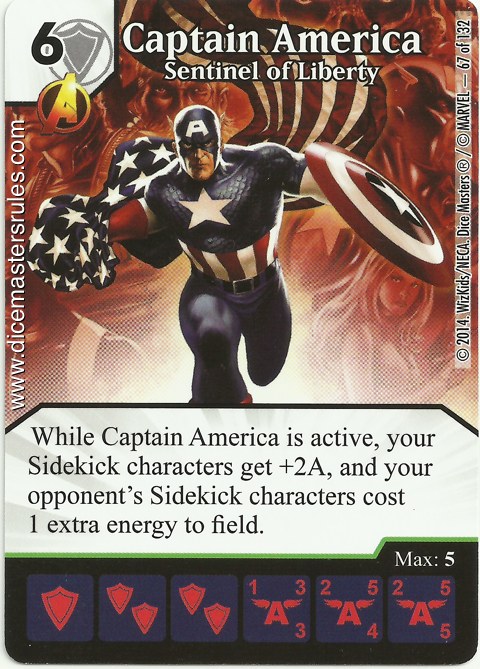 6
Captain America
Sentinel of Liberty
A
www.dicemastersrules.com
© 2014. WizKids/NECA. Dice Masters ® / © MARVEL — 67 of 132
A
While Captain America is active, your
Sidekick characters get +2A, and your
opponent's Sidekick characters cost
1 extra energy to field.
Max: 5
1 3 A 3
2 5 A 4
2 5 A 5